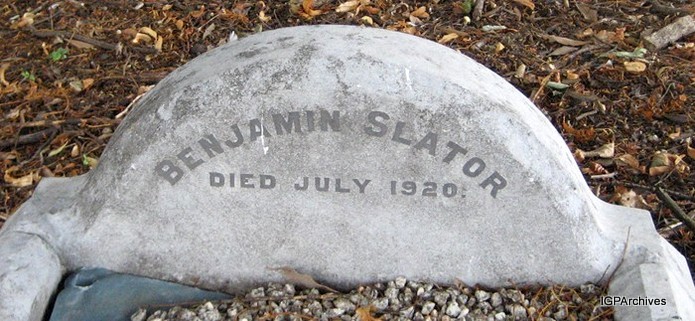 BENJAMIN SLATOR
DIED JULY 1920.
IGPArchives